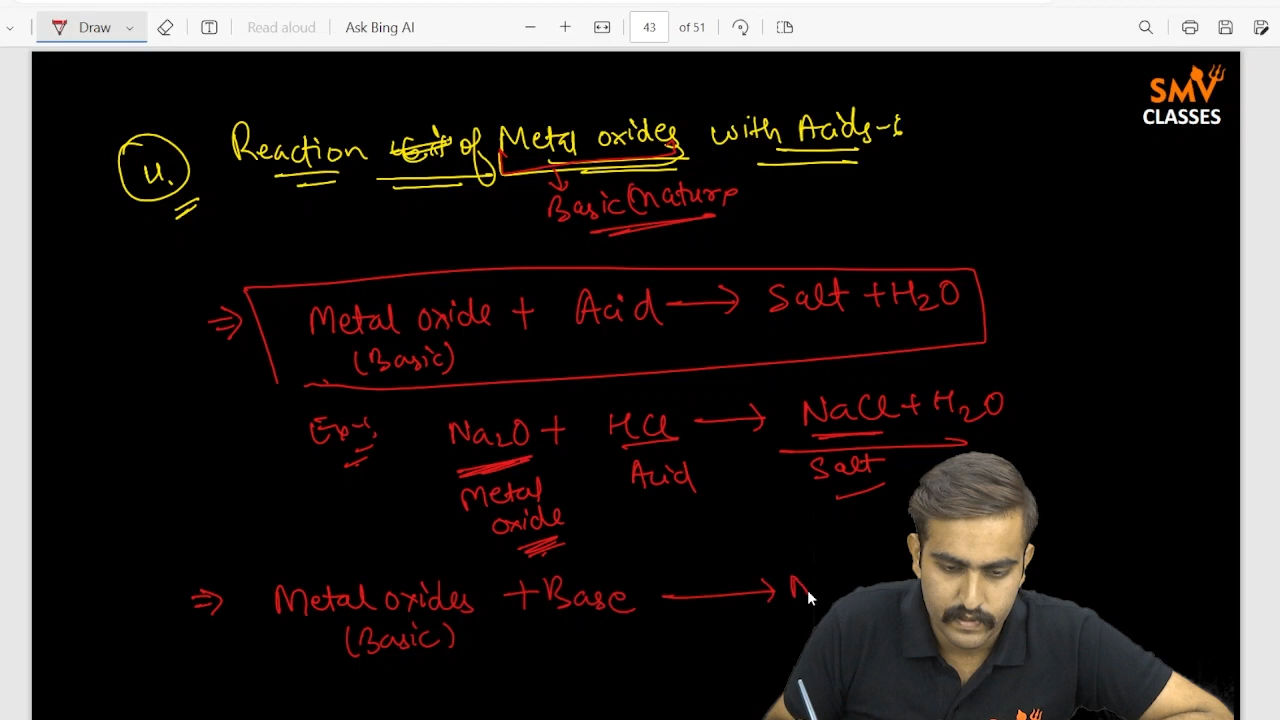 Draw
Read aloud
Ask Bing AI
43 of 51
SMV
CLASSES
4. Reaction of Metal oxides with Acids-:
Basic(nature
⇒ Metal oxide + Acid → Salt + H2O
(Basic)
Ex-: Na2O + HCl → NaCl + H2O
Metal oxide
Acid
Salt
⇒ Metal oxides + Base →
(Basic)